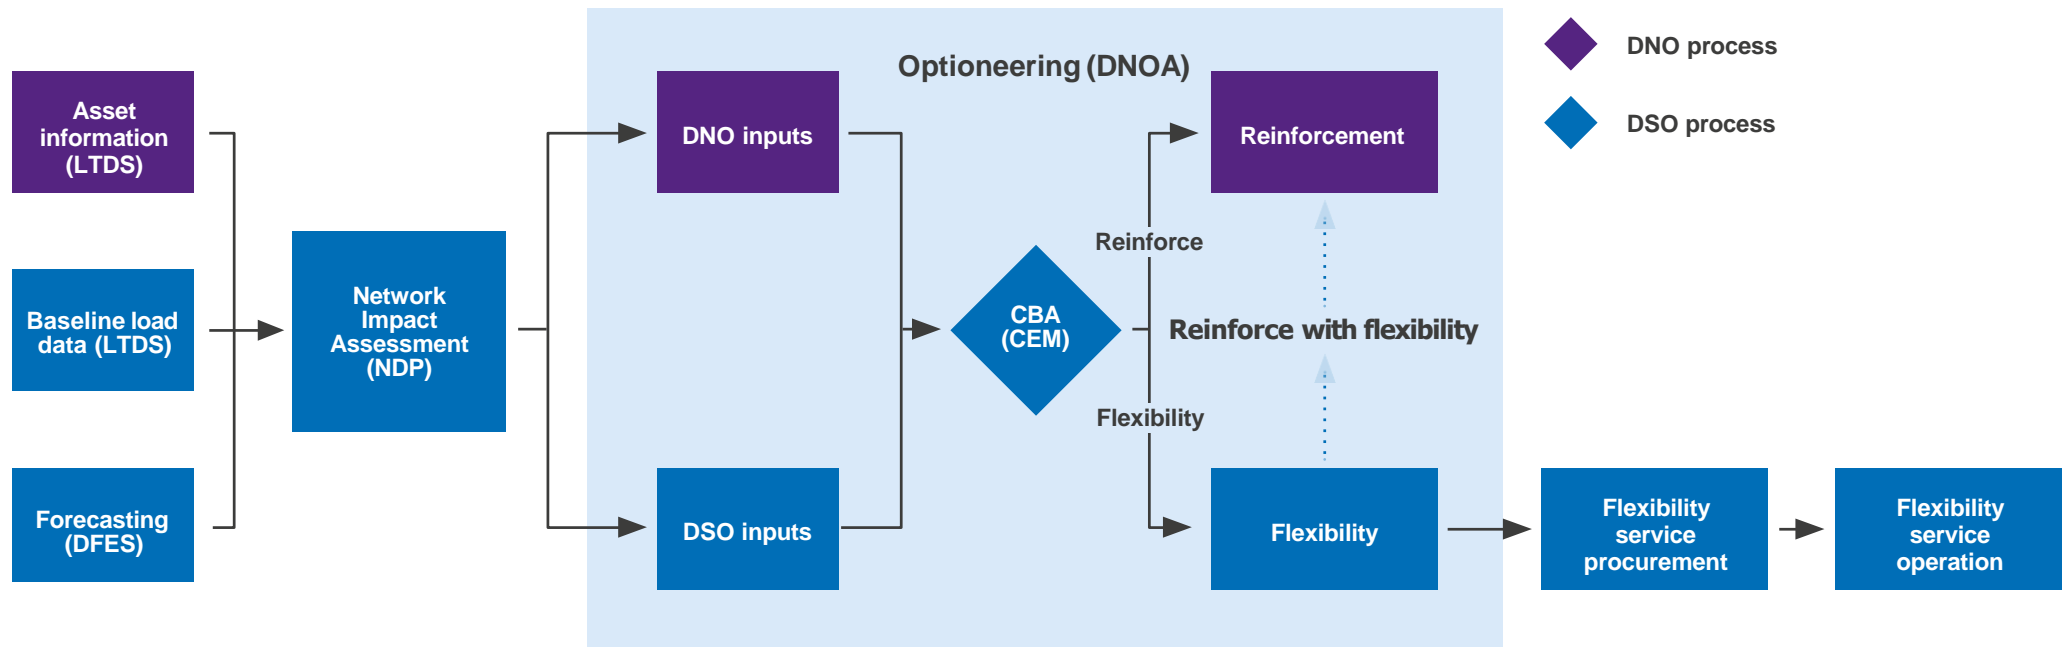 Optioneering (DNOA)
DNO process
DSO process
Asset
information
(LTDS)
Baseline load
data (LTDS)
Forecasting
(DFES)
Network
Impact
Assessment
(NDP)
DNO inputs
DSO inputs
CBA
(CEM)
Reinforce
Reinforce with flexibility
Flexibility
Reinforcement
Flexibility
Flexibility
service
procurement
Flexibility
service
operation